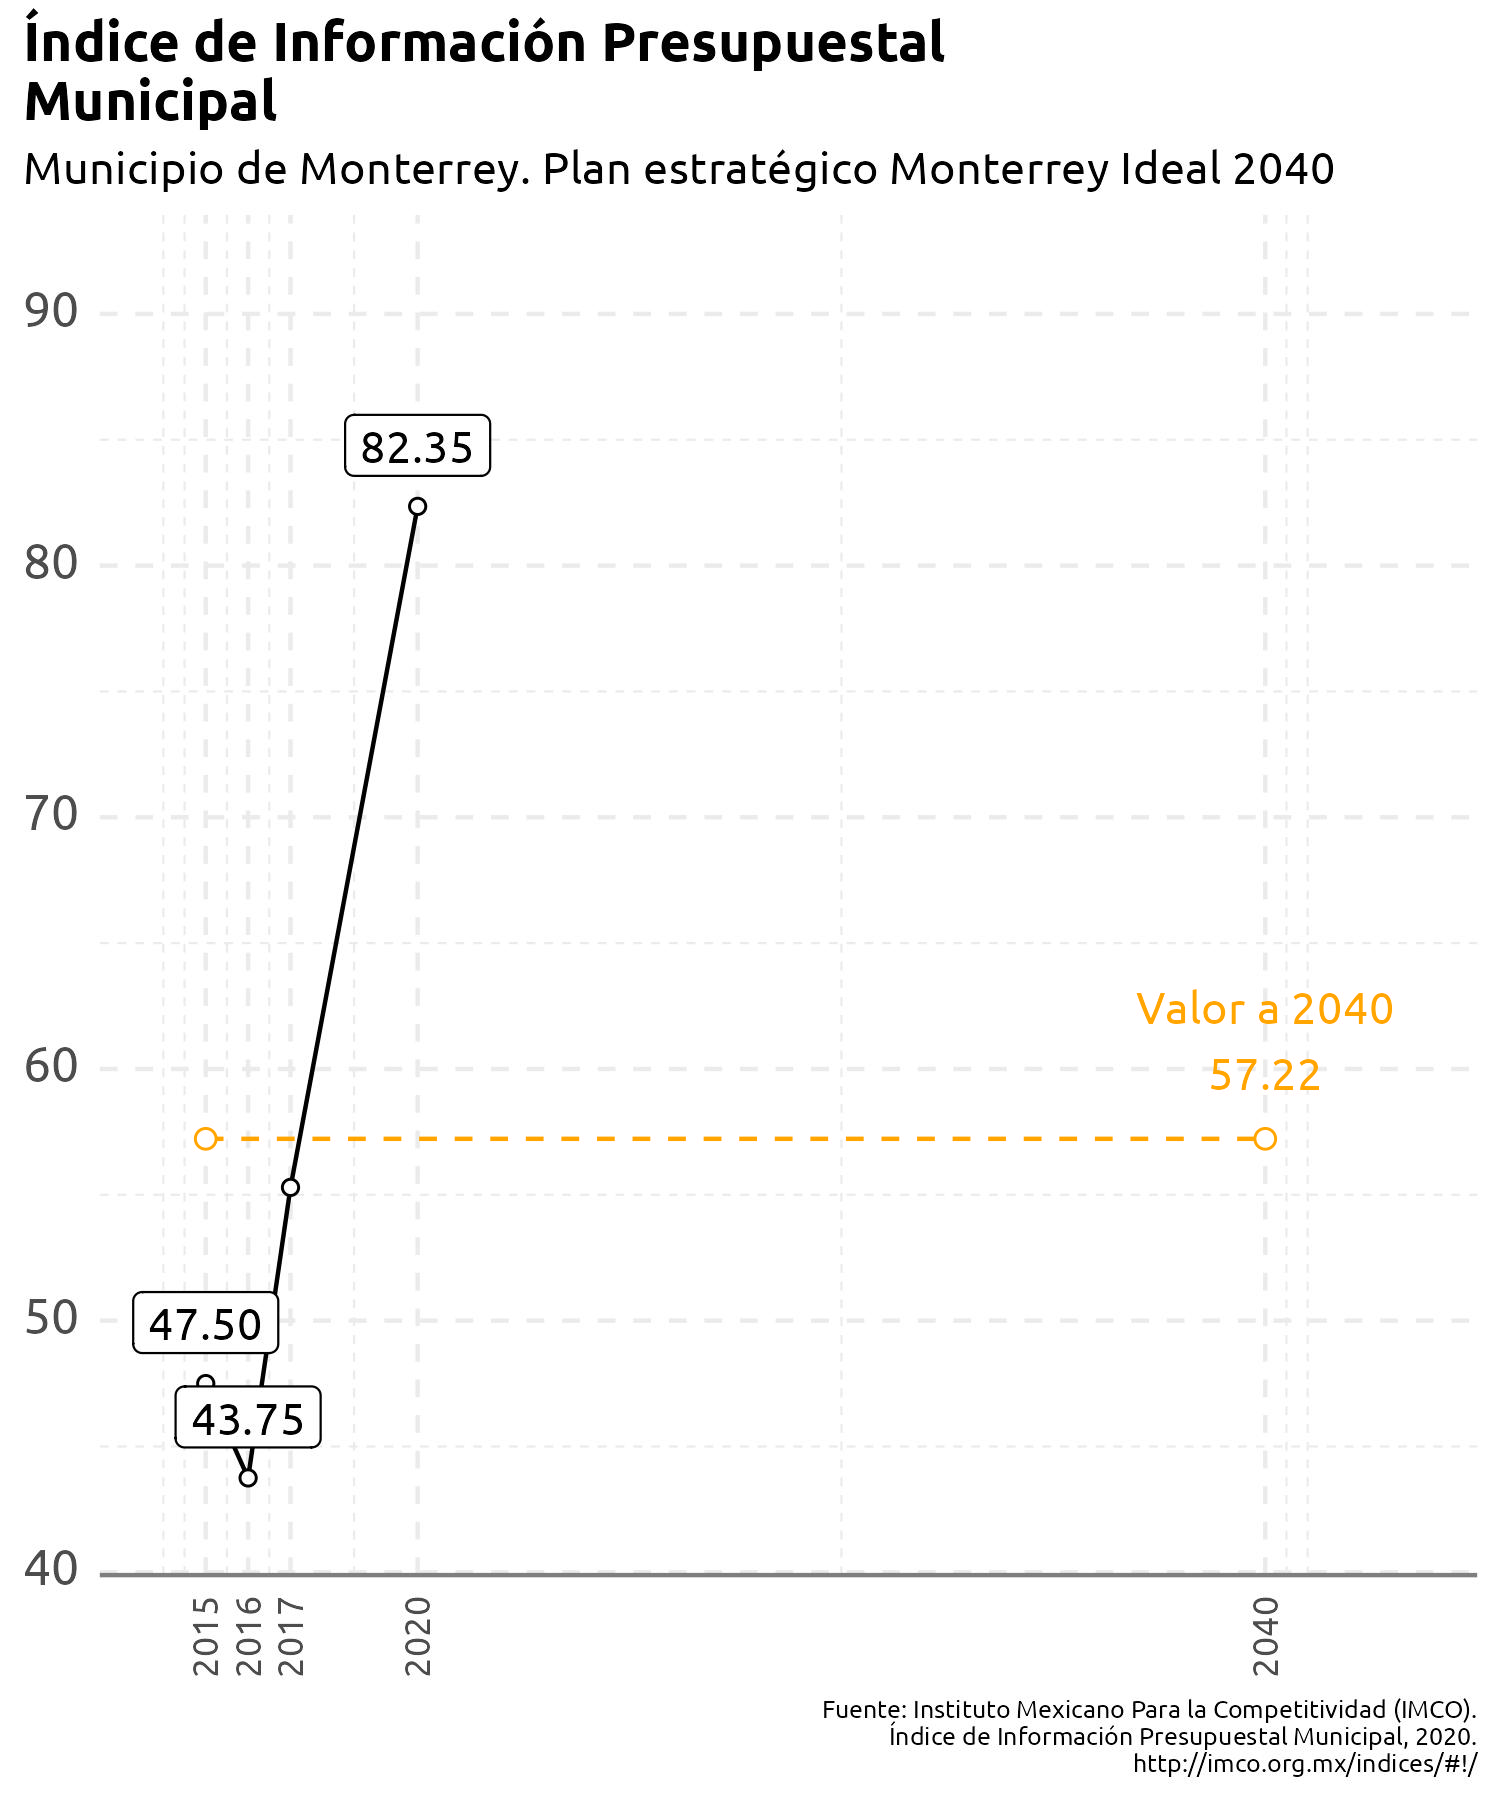 Índice de Información Presupuestal
Municipal
Municipio de Monterrey. Plan estratégico Monterrey Ideal 2040
90
82.35
80
70
Valor a 2040
60
57.22
50
47.50
43.75
40
2015
2016
2017
2020
2040
Fuente: Instituto Mexicano Para la Competitividad (IMCO).
Índice de Información Presupuestal Municipal, 2020.
http://imco.org.mx/indices/#!/